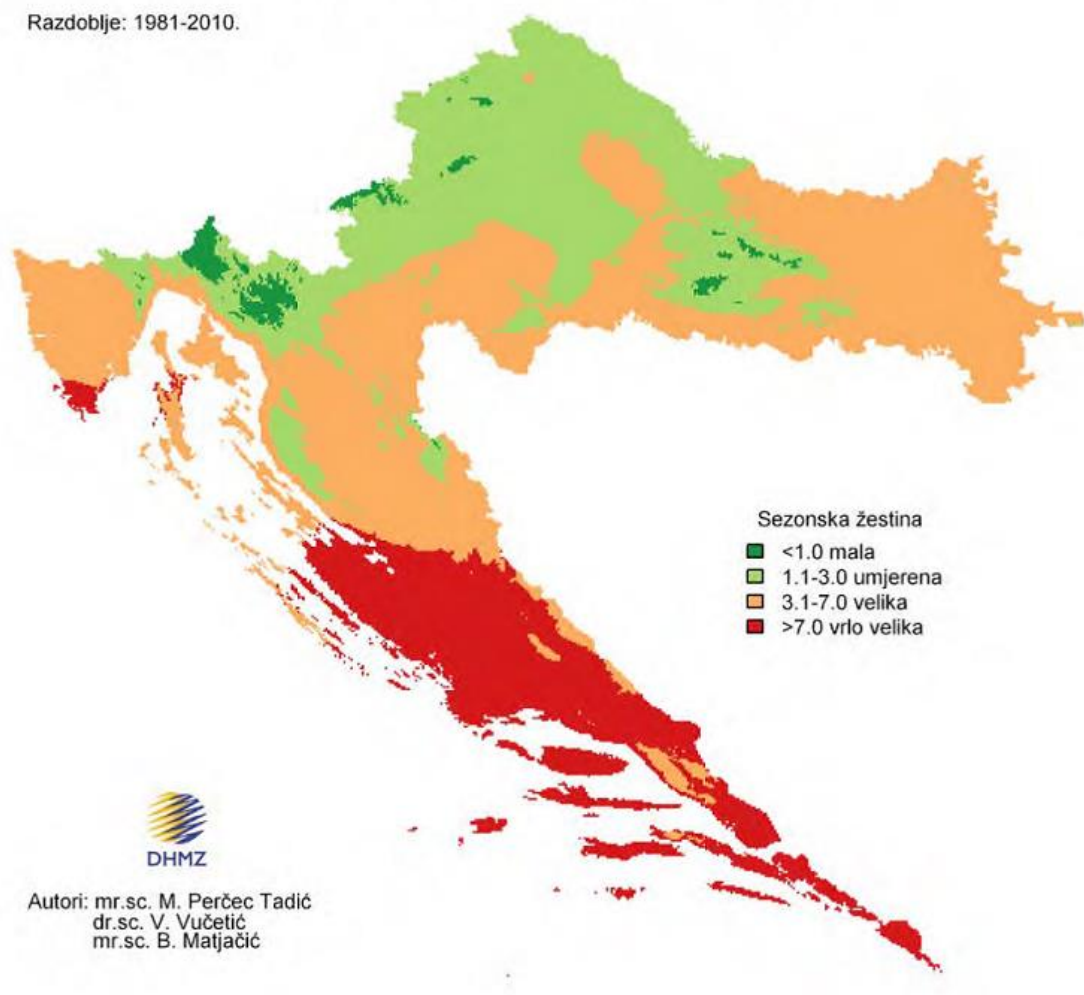 Razdoblje: 1981-2010.
Sezonska žestina
<1.0 mala
1.1-3.0 umjerena
3.1-7.0 velika
>7.0 vrlo velika
DHMZ
Autori: mr.sc. M. Perčec Tadić
dr.sc. V. Vučetić
mr.sc. B. Matjačić